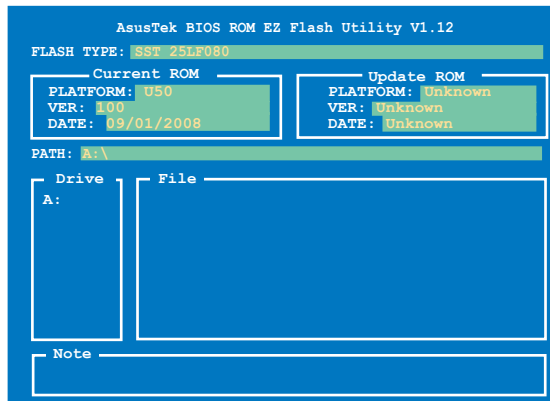 AsusTek BIOS ROM EZ Flash Utility V1.12
FLASH TYPE: SST 25LF080
Current ROM
PLATFORM: U50
VER: 100
DATE: 09/01/2008
Update ROM
PLATFORM: Unknown
VER: Unknown
DATE: Unknown
PATH: A:\
Drive
A:
File
Note